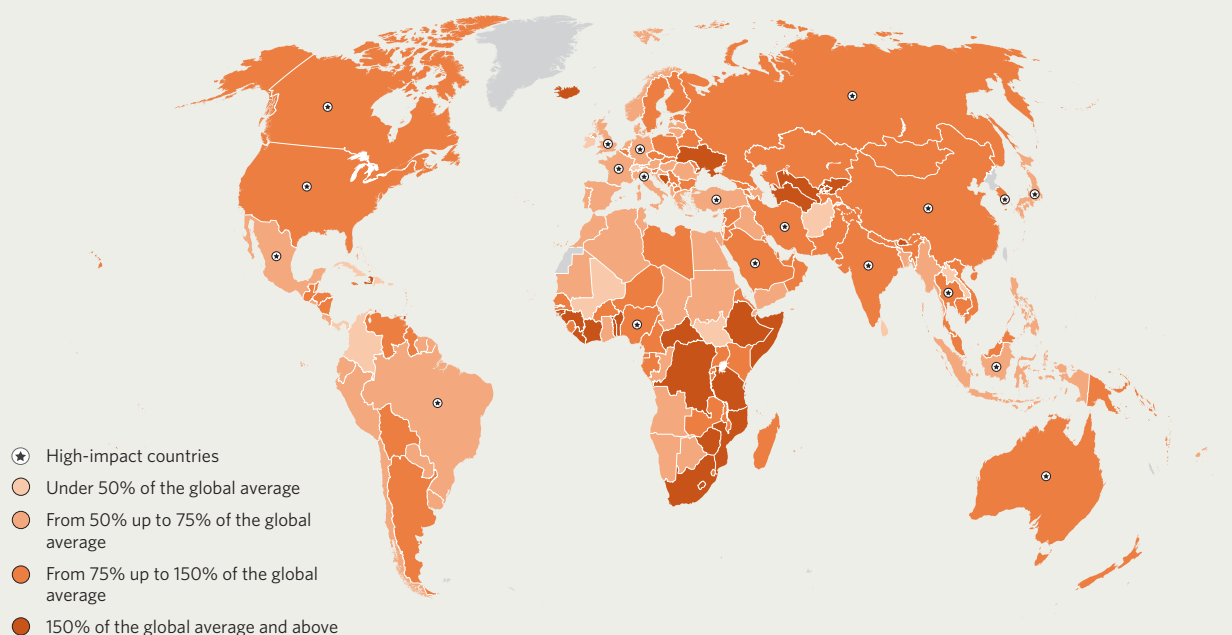 High-impact countries
Under 50% of the global average
From 50% up to 75% of the global
average
From 75% up to 150% of the global
average
150% of the global average and above